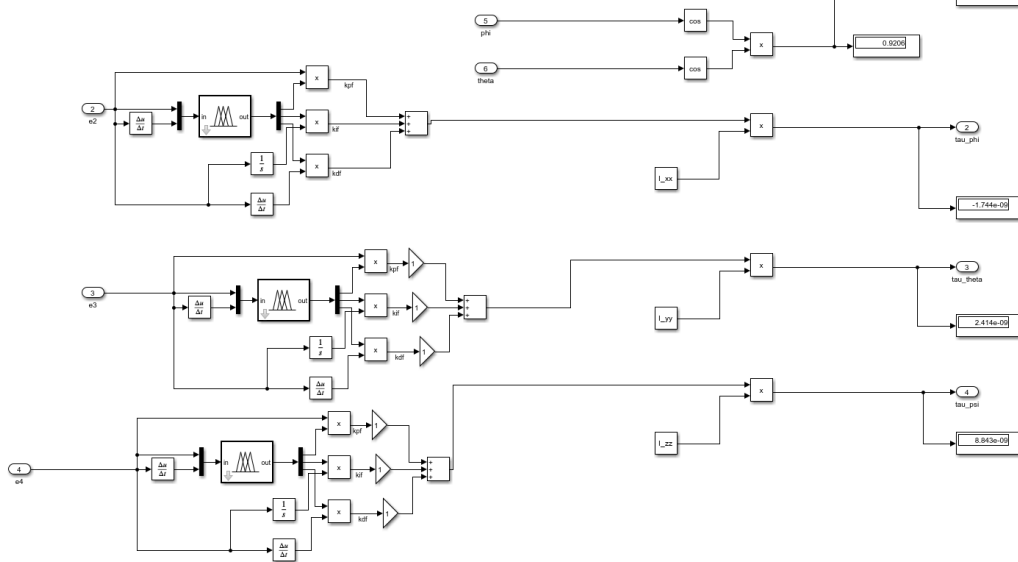 5
phi
cos
x
0.9206
6
theta
cos
2
e2
Δu
Δt
in
out
x
kpf
x
kif
x
kdf
1
s
Δu
Δt
+
+
+
x
I_xx
2
tau_phi
-1.744e-09
3
e3
Δu
Δt
in
out
x
kpf
1
x
kif
1
x
kdf
1
1
s
Δu
Δt
+
+
+
x
I_yy
3
tau_theta
2.414e-09
4
e4
Δu
Δt
in
out
x
kpf
1
x
kif
1
x
kdf
1
1
s
Δu
Δt
+
+
+
x
I_zz
4
tau_psi
8.843e-09